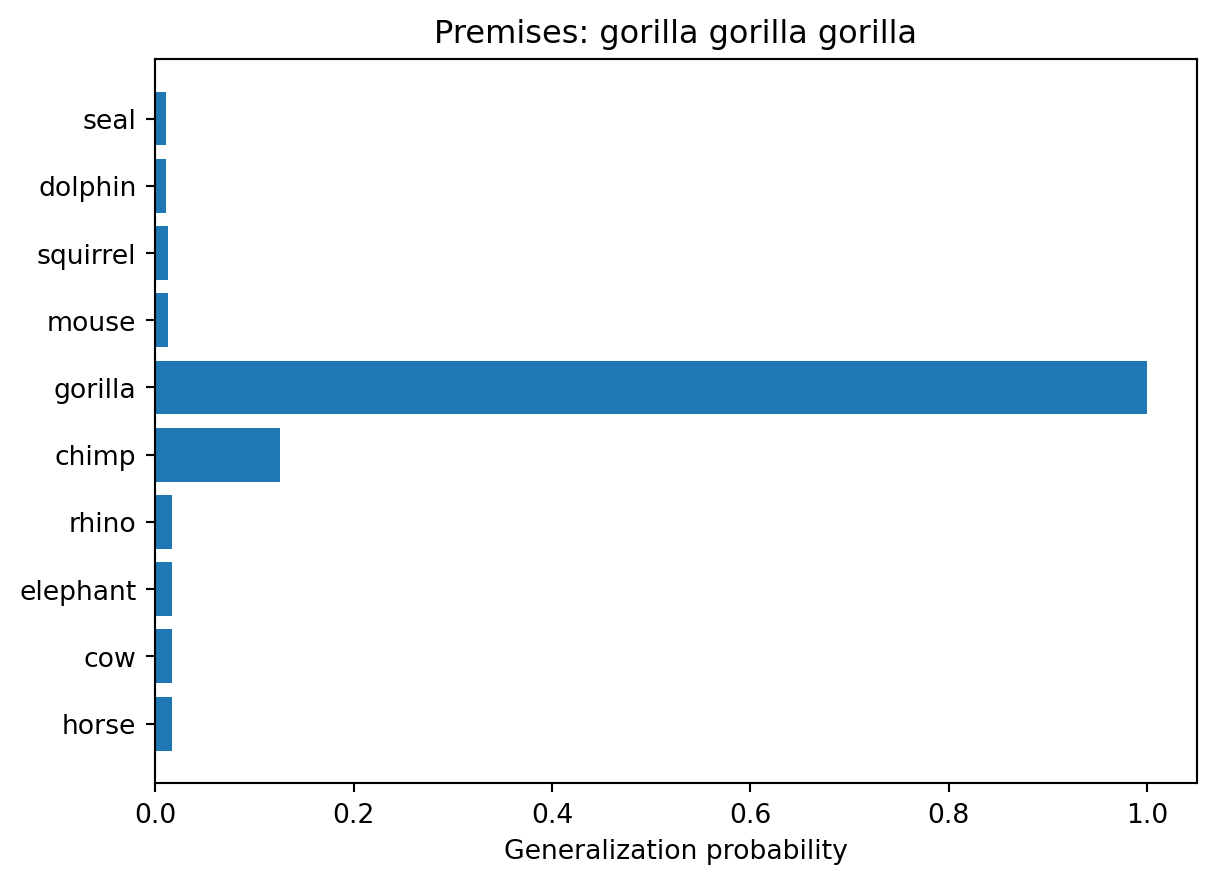 Premises: gorilla gorilla gorilla
seal
dolphin
squirrel
mouse
gorilla
chimp
rhino
elephant
cow
horse
0.0 0.2 0.4 0.6 0.8 1.0
Generalization probability